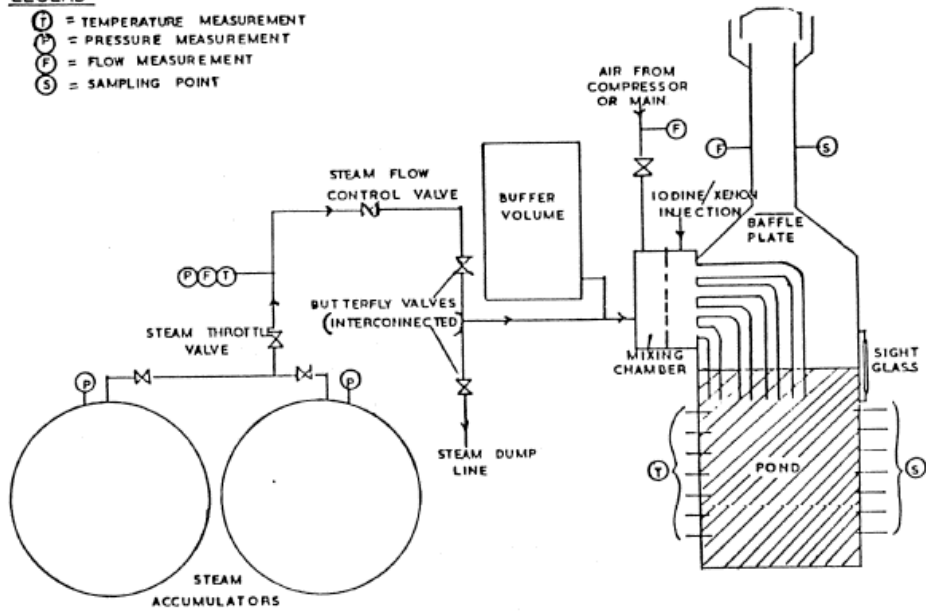 LEGEND
T = TEMPERATURE MEASUREMENT
P = PRESSURE MEASUREMENT
F = FLOW MEASUREMENT
S = SAMPLING POINT
AIR FROM
COMPRESSOR
OR MAIN
F
F
S
STEAM FLOW
CONTROL VALVE
BUFFER
VOLUME
IODINE/XENON
INJECTION
BAFFLE
PLATE
P F T
BUTTERFLY VALVES
(INTERCONNECTED)
STEAM THROTTLE
VALVE
MIXING
CHAMBER
SIGHT
GLASS
P
P
STEAM DUMP
LINE
T
POND
S
STEAM
ACCUMULATORS